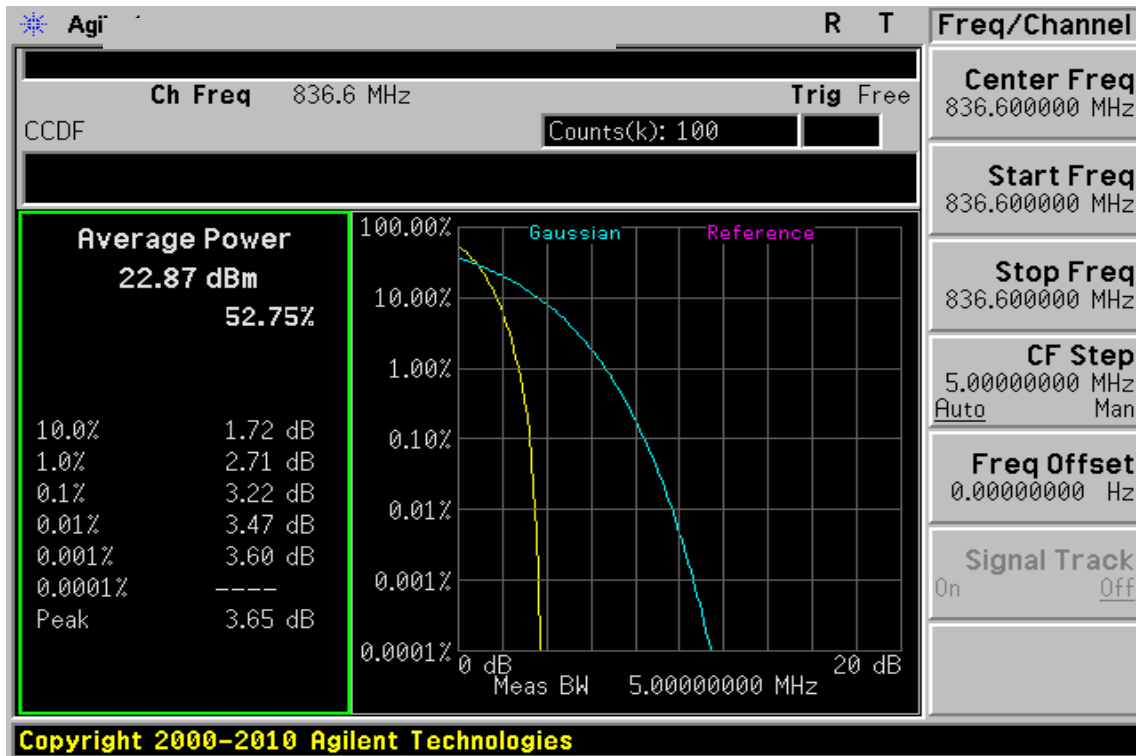 Agi R T Freq/Channel
Ch Freq 836.6 MHz Trig Free
CCDF Counts(k): 100
Average Power
22.87 dBm
52.75%
10.0% 1.72 dB
1.0% 2.71 dB
0.1% 3.22 dB
0.01% 3.47 dB
0.001% 3.60 dB
0.0001% ----
Peak 3.65 dB
Gaussian Reference
100.00%
10.00%
1.00%
0.10%
0.01%
0.001%
0.0001%
0 dB 20 dB
Meas BW 5.00000000 MHz
Center Freq
836.600000 MHz
Start Freq
836.600000 MHz
Stop Freq
836.600000 MHz
CF Step
5.00000000 MHz
Auto Man
Freq Offset
0.00000000 Hz
Signal Track
On Off
Copyright 2000-2010 Agilent Technologies